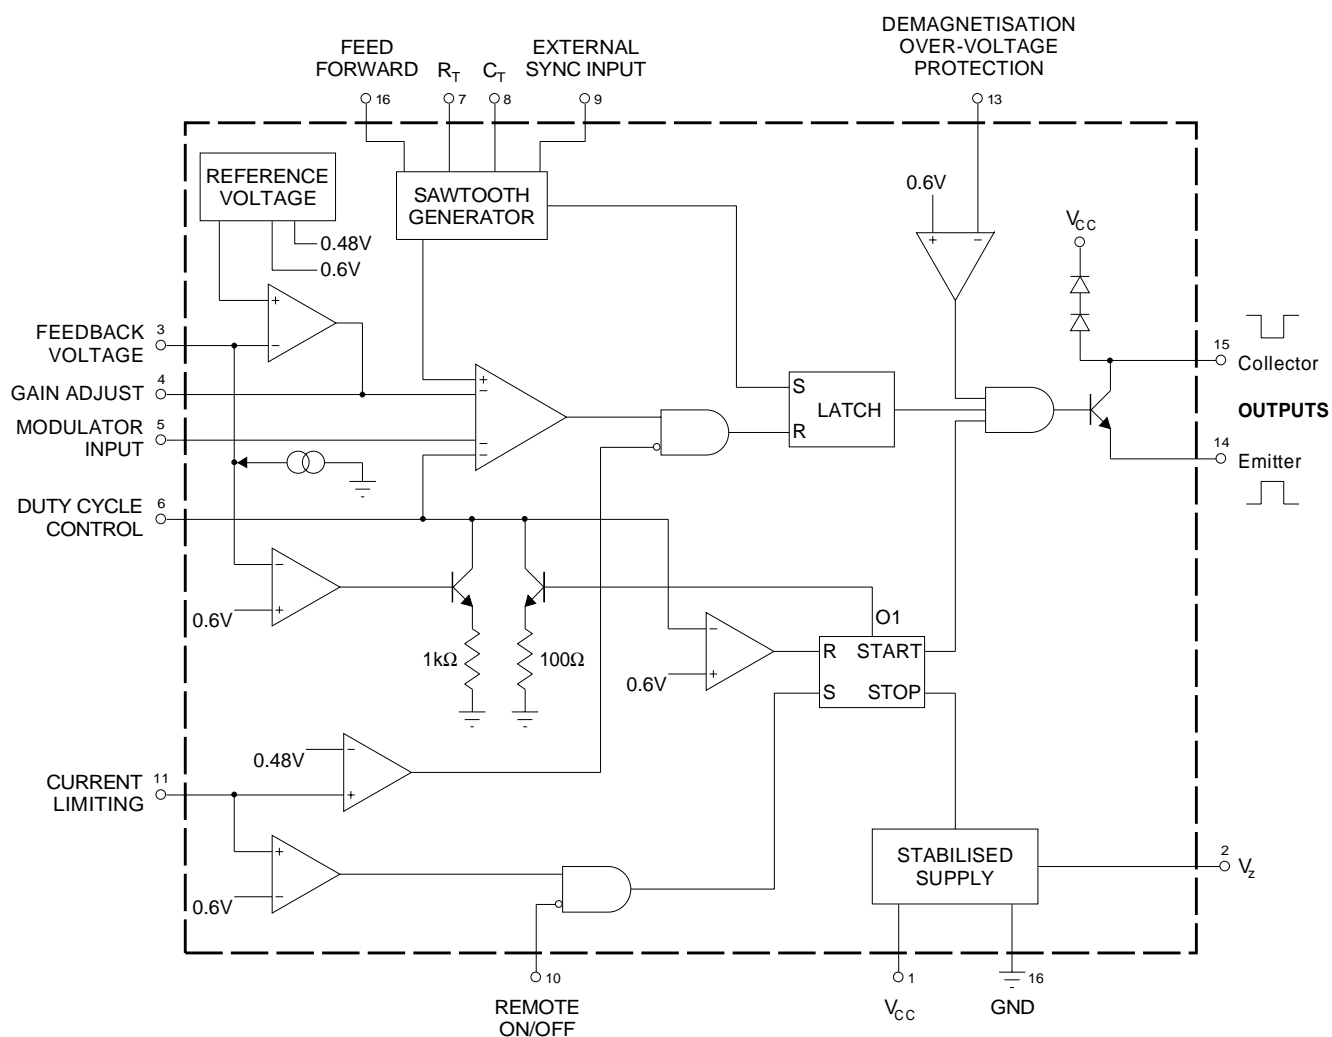 DEMAGNETISATION
OVER-VOLTAGE
PROTECTION
FEED
FORWARD
R_T
C_T
EXTERNAL
SYNC INPUT
16
7
8
9
13
REFERENCE
VOLTAGE
SAWTOOTH
GENERATOR
0.6V
+ −
V_CC
0.48V
0.6V
+
−
FEEDBACK
VOLTAGE
3
15
Collector
GAIN ADJUST
4
+
−
−
−
S
R
LATCH
MODULATOR
INPUT
5
OUTPUTS
14
Emitter
DUTY CYCLE
CONTROL
6
−
+
0.6V
1kΩ
100Ω
−
+
0.6V
O1
R START
S STOP
0.48V
−
+
CURRENT
LIMITING
11
+
−
0.6V
STABILISED
SUPPLY
2
V_z
10
REMOTE
ON/OFF
1
V_CC
16
GND